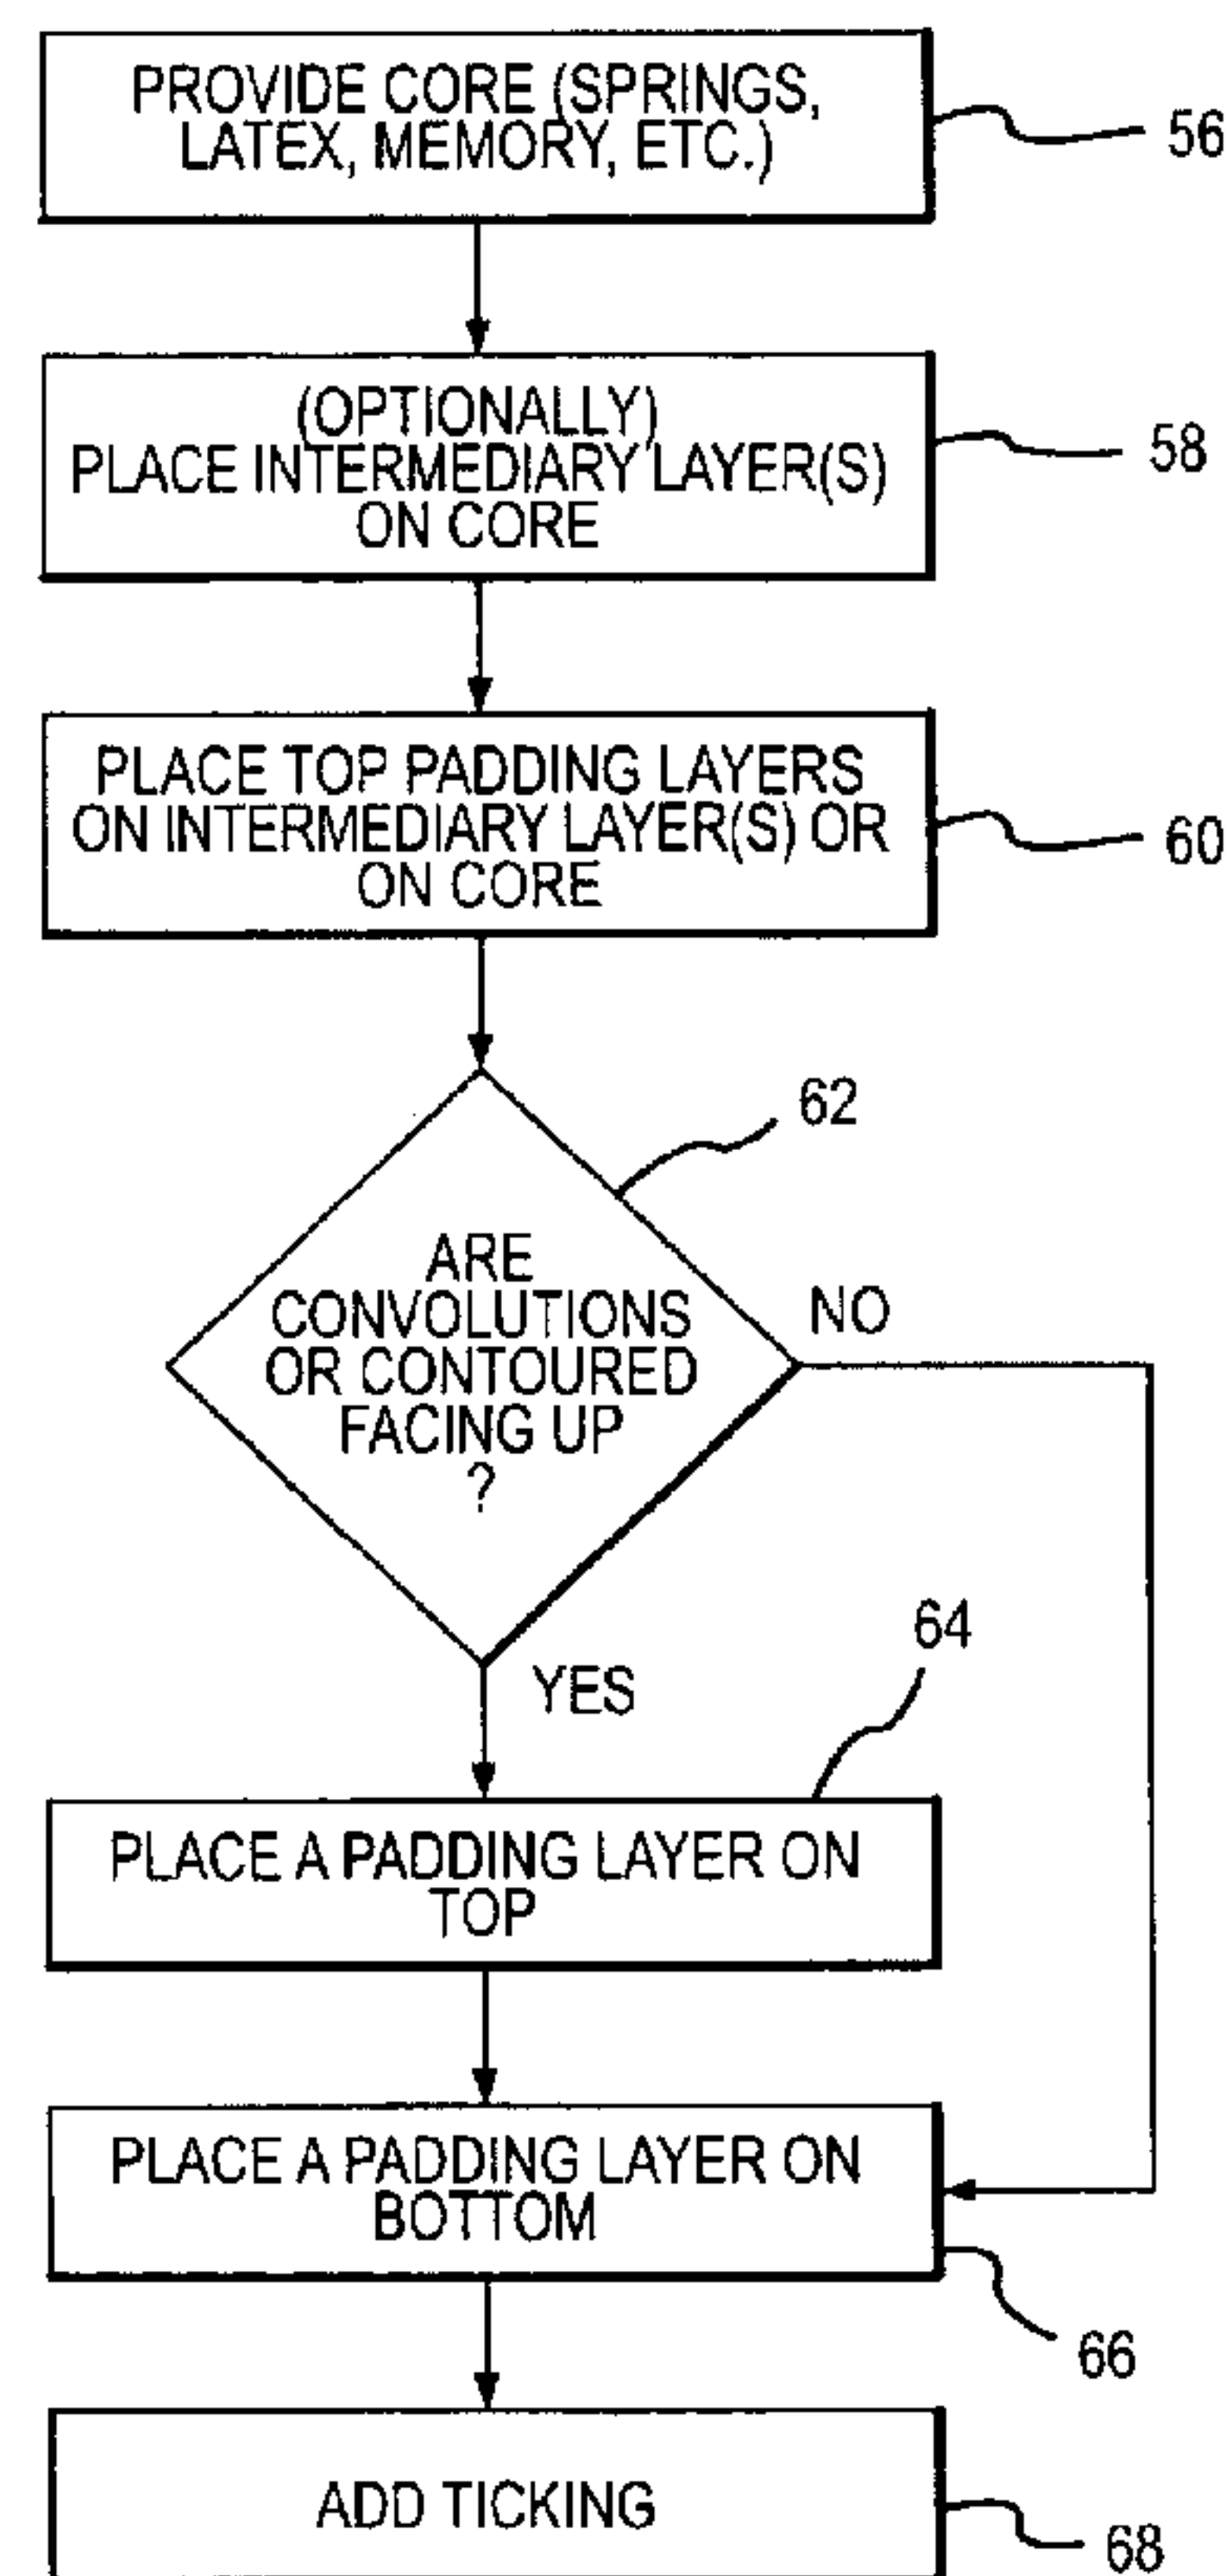 PROVIDE CORE (SPRINGS,
LATEX, MEMORY, ETC.)
56
(OPTIONALLY)
PLACE INTERMEDIARY LAYER(S)
ON CORE
58
PLACE TOP PADDING LAYERS
ON INTERMEDIARY LAYER(S) OR
ON CORE
60
62
ARE
CONVOLUTIONS
OR CONTOURED
FACING UP
?
NO
YES
64
PLACE A PADDING LAYER ON
TOP
PLACE A PADDING LAYER ON
BOTTOM
66
ADD TICKING
68